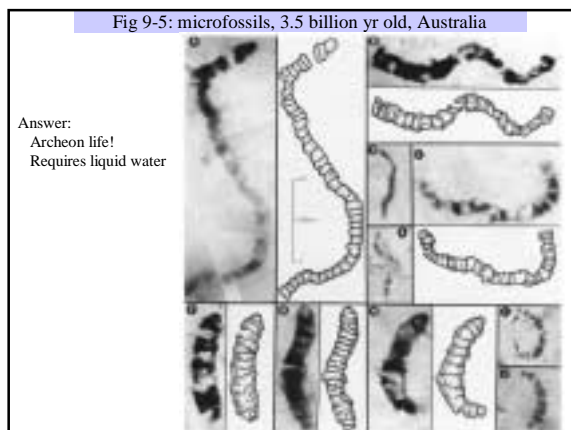 Fig 9-5: microfossils, 3.5 billion yr old, Australia
Answer:
Archeon life!
Requires liquid water